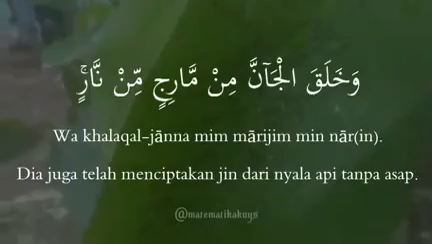 وَخَلَقَ الْجَاۤنَّ مِنْ مَّارِجٍ مِّنْ نَّارٍۚ
Wa khalaqal-jānna mim mārijim min nār(in).
Dia juga telah menciptakan jin dari nyala api tanpa asap.
@matematikakuys